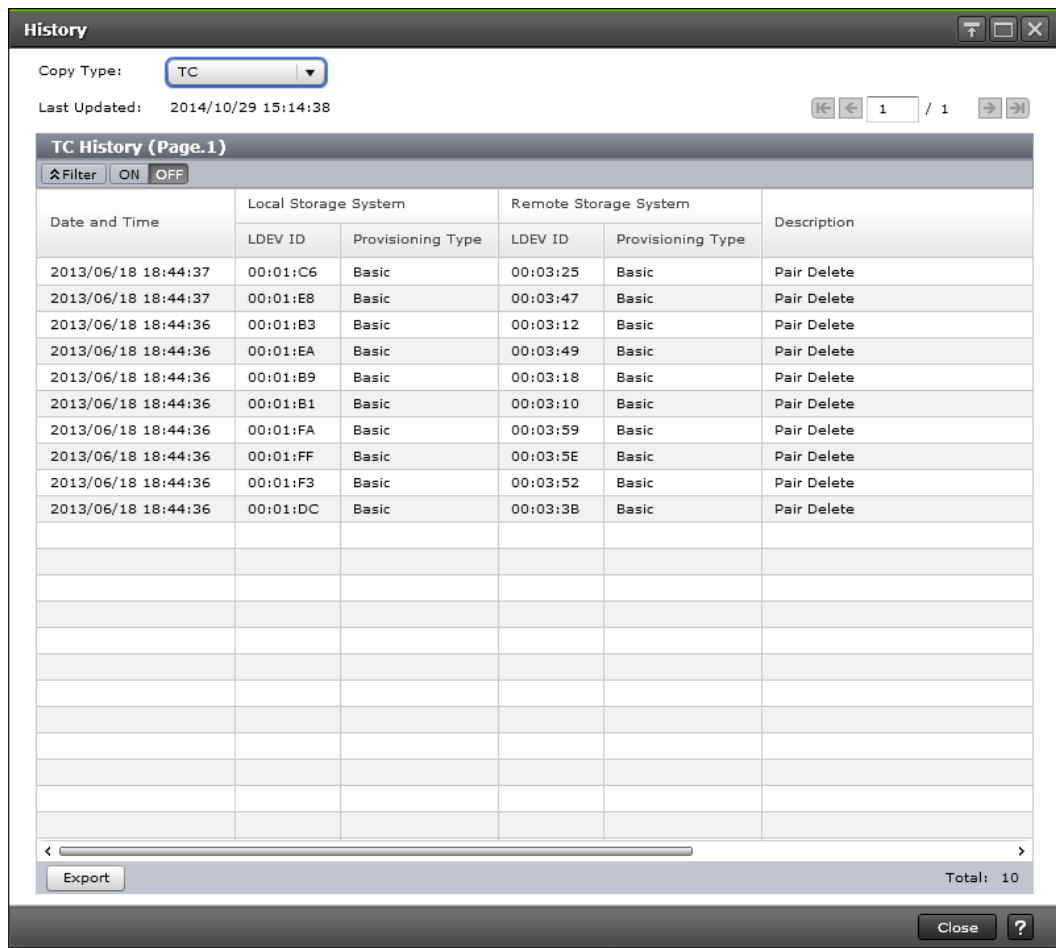 History
Copy Type: TC
Last Updated: 2014/10/29 15:14:38 1 / 1
TC History (Page.1)
Filter ON OFF
Date and Time Local Storage System Remote Storage System Description
LDEV ID Provisioning Type LDEV ID Provisioning Type
2013/06/18 18:44:37 00:01:C6 Basic 00:03:25 Basic Pair Delete
2013/06/18 18:44:37 00:01:E8 Basic 00:03:47 Basic Pair Delete
2013/06/18 18:44:36 00:01:B3 Basic 00:03:12 Basic Pair Delete
2013/06/18 18:44:36 00:01:EA Basic 00:03:49 Basic Pair Delete
2013/06/18 18:44:36 00:01:B9 Basic 00:03:18 Basic Pair Delete
2013/06/18 18:44:36 00:01:B1 Basic 00:03:10 Basic Pair Delete
2013/06/18 18:44:36 00:01:FA Basic 00:03:59 Basic Pair Delete
2013/06/18 18:44:36 00:01:FF Basic 00:03:5E Basic Pair Delete
2013/06/18 18:44:36 00:01:F3 Basic 00:03:52 Basic Pair Delete
2013/06/18 18:44:36 00:01:DC Basic 00:03:3B Basic Pair Delete
Export Total: 10
Close ?